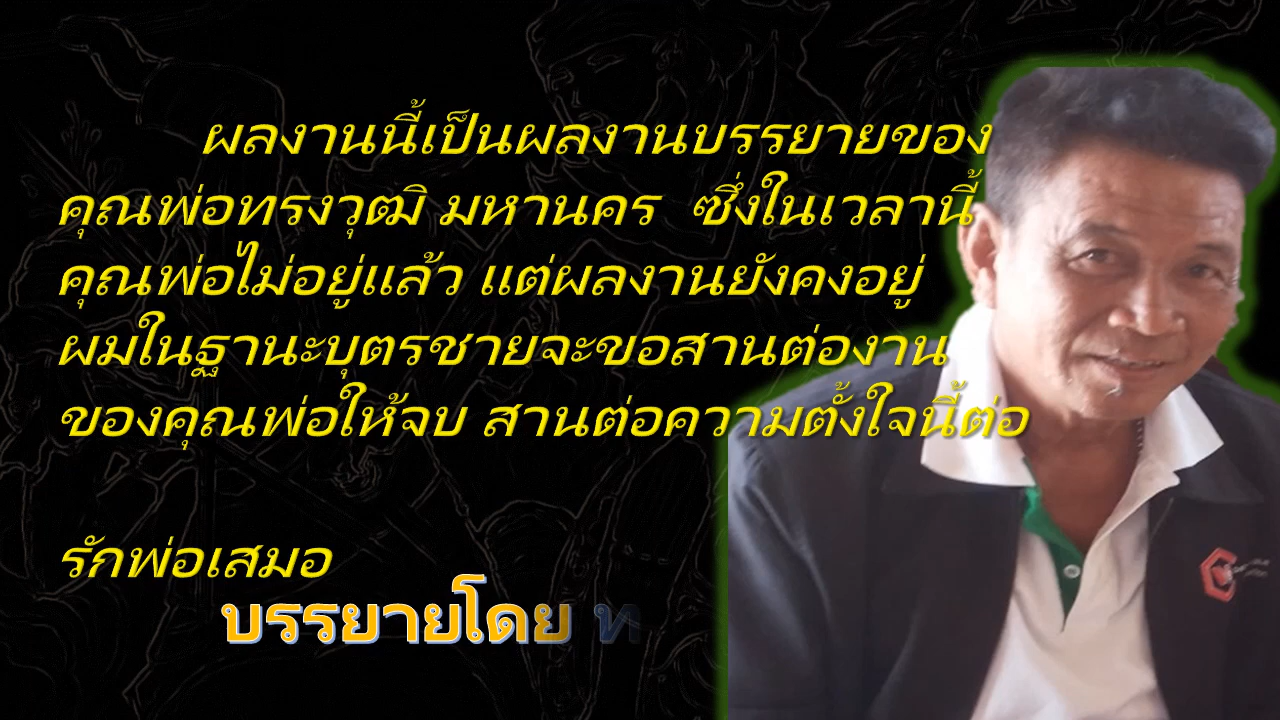 ผลงานนี้เป็นผลงานบรรยายของ
คุณพ่อทรงวุฒิ มหานคร ซึ่งในเวลานี้
คุณพ่อไม่อยู่แล้ว แต่ผลงานยังคงอยู่
ผมในฐานะบุตรชายจะขอสานต่องาน
ของคุณพ่อให้จบ สานต่อความตั้งใจนี้ต่อ
รักพ่อเสมอ
บรรยายโดย ท